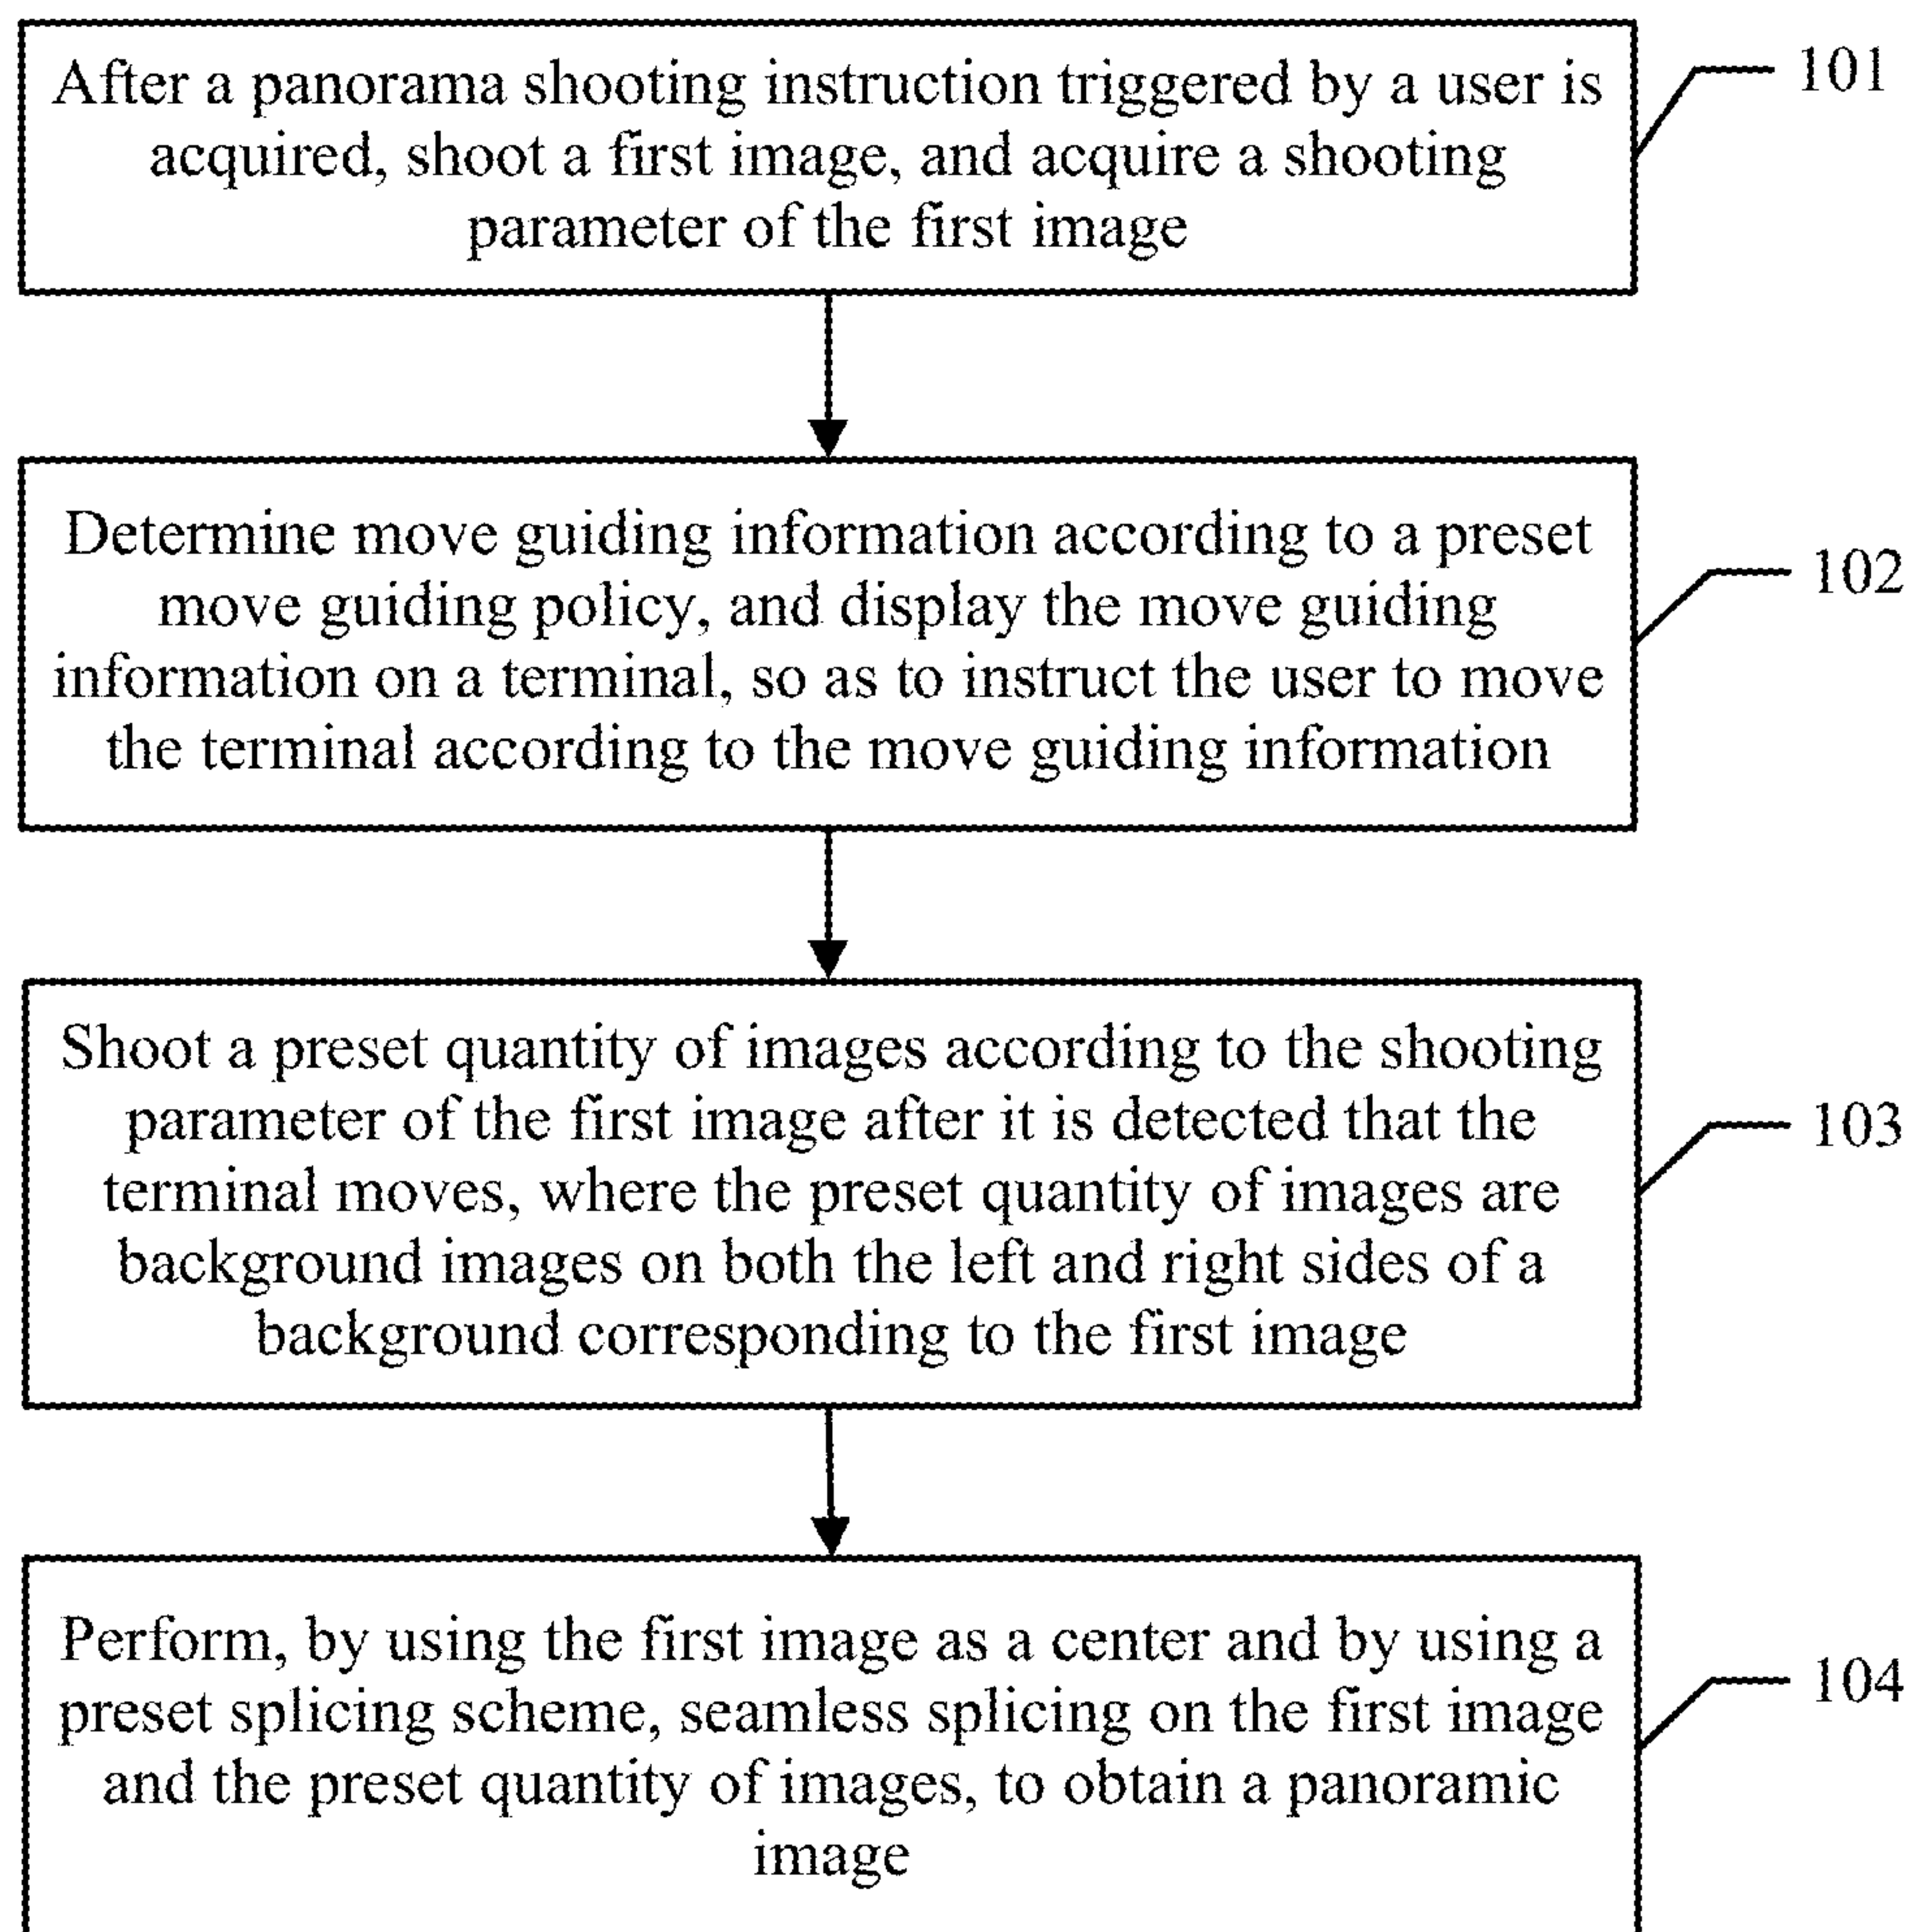 After a panorama shooting instruction triggered by a user is
acquired, shoot a first image, and acquire a shooting
parameter of the first image
101
Determine move guiding information according to a preset
move guiding policy, and display the move guiding
information on a terminal, so as to instruct the user to move
the terminal according to the move guiding information
102
Shoot a preset quantity of images according to the shooting
parameter of the first image after it is detected that the
terminal moves, where the preset quantity of images are
background images on both the left and right sides of a
background corresponding to the first image
103
Perform, by using the first image as a center and by using a
preset splicing scheme, seamless splicing on the first image
and the preset quantity of images, to obtain a panoramic
image
104